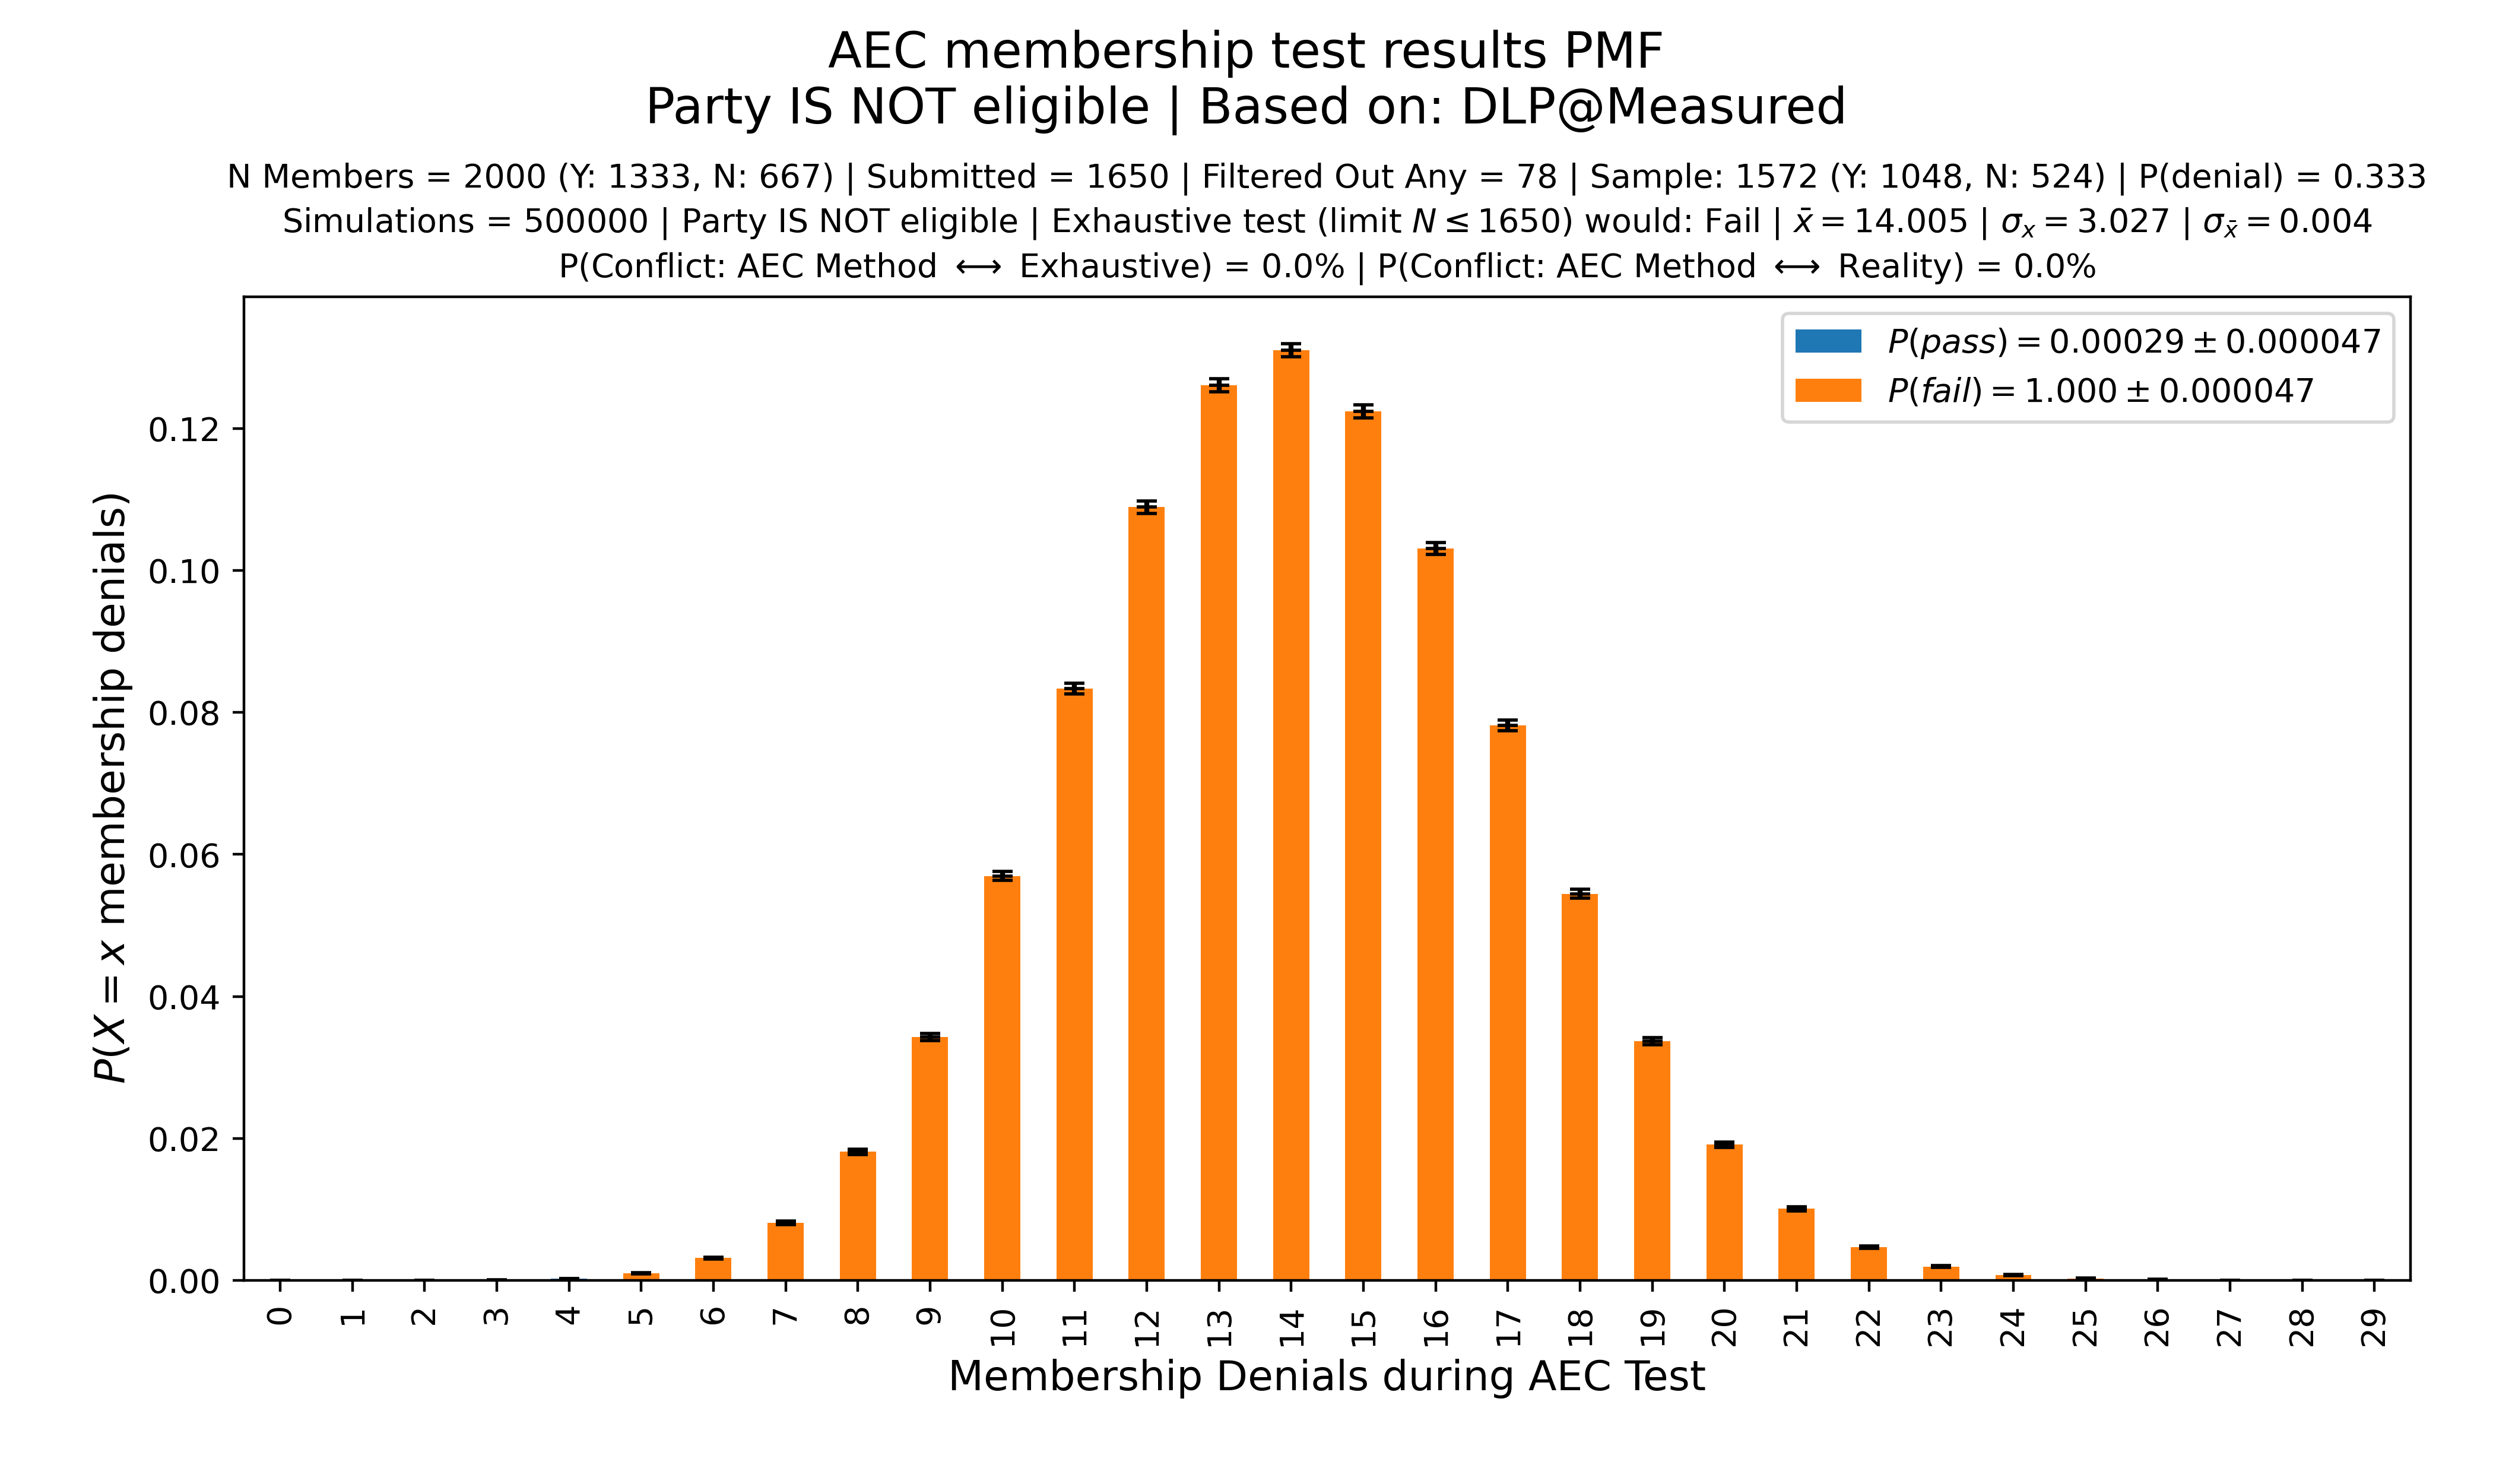 AEC membership test results PMF
Party IS NOT eligible | Based on: DLP@Measured
N Members = 2000 (Y: 1333, N: 667) | Submitted = 1650 | Filtered Out Any = 78 | Sample: 1572 (Y: 1048, N: 524) | P(denial) = 0.333
Simulations = 500000 | Party IS NOT eligible | Exhaustive test (limit N ≤ 1650) would: Fail | x̄ = 14.005 | σₓ = 3.027 | σ_x̄ = 0.004
P(Conflict: AEC Method ⟷ Exhaustive) = 0.0% | P(Conflict: AEC Method ⟷ Reality) = 0.0%
P(pass) = 0.00029 ± 0.000047
P(fail) = 1.000 ± 0.000047
P(X = x membership denials)
0.12
0.10
0.08
0.06
0.04
0.02
0.00
0 1 2 3 4 5 6 7 8 9 10 11 12 13 14 15 16 17 18 19 20 21 22 23 24 25 26 27 28 29
Membership Denials during AEC Test